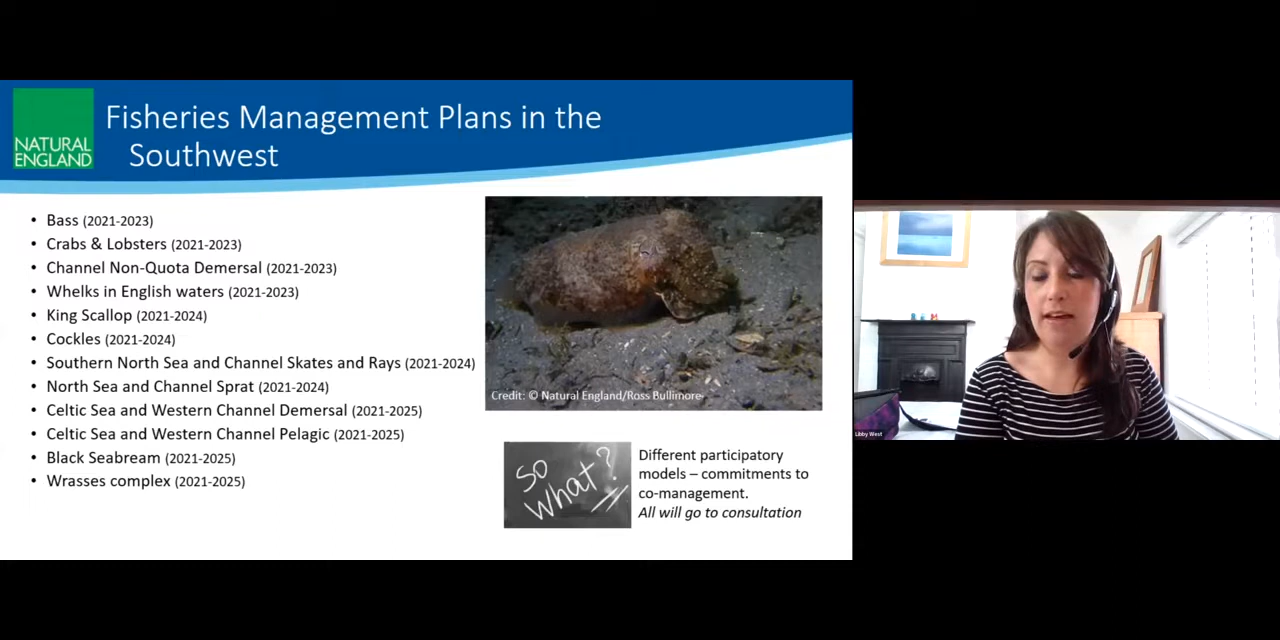 NATURAL
ENGLAND
Fisheries Management Plans in the
Southwest
• Bass (2021-2023)
• Crabs & Lobsters (2021-2023)
• Channel Non-Quota Demersal (2021-2023)
• Whelks in English waters (2021-2023)
• King Scallop (2021-2024)
• Cockles (2021-2024)
• Southern North Sea and Channel Skates and Rays (2021-2024)
• North Sea and Channel Sprat (2021-2024)
• Celtic Sea and Western Channel Demersal (2021-2025)
• Celtic Sea and Western Channel Pelagic (2021-2025)
• Black Seabream (2021-2025)
• Wrasses complex (2021-2025)
Credit: © Natural England/Ross Bullimore
So
what?
Different participatory
models – commitments to
co-management.
All will go to consultation
Libby West